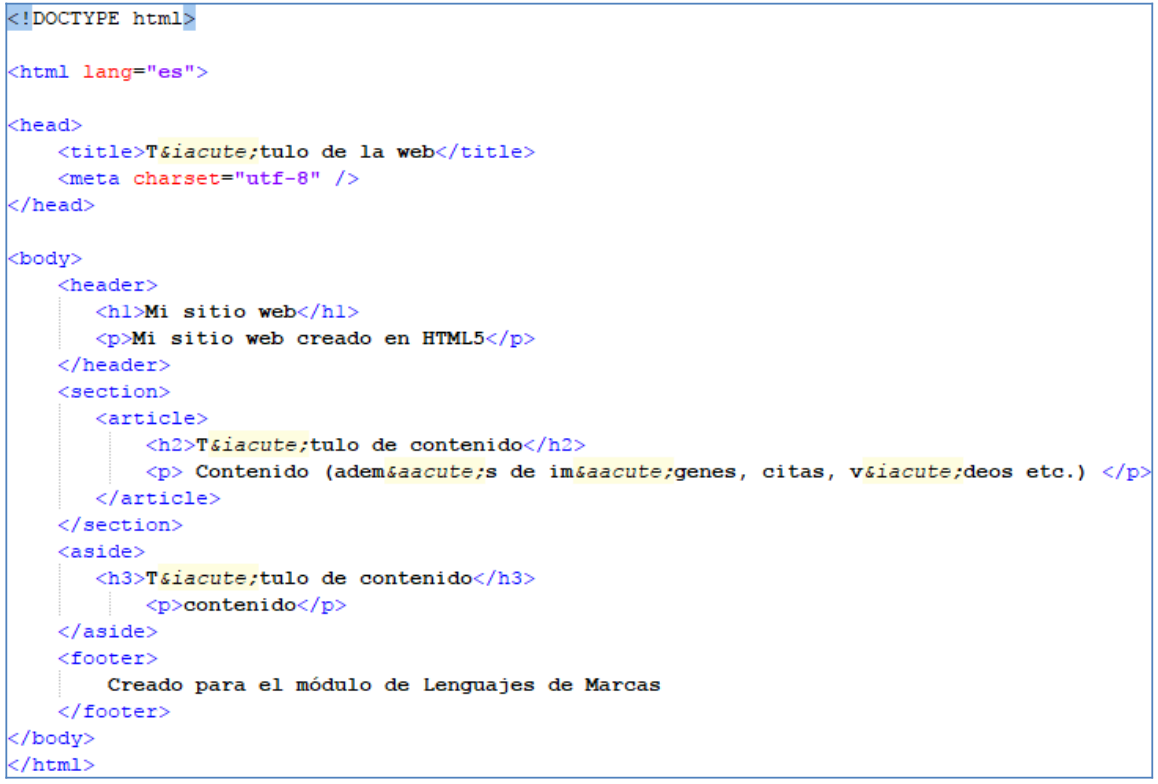 <!DOCTYPE html>
<html lang="es">
<head>
<title>T&iacute;tulo de la web</title>
<meta charset="utf-8" />
</head>
<body>
<header>
<h1>Mi sitio web</h1>
<p>Mi sitio web creado en HTML5</p>
</header>
<section>
<article>
<h2>T&iacute;tulo de contenido</h2>
<p> Contenido (adem&aacute;s de im&aacute;genes, citas, v&iacute;deos etc.) </p>
</article>
</section>
<aside>
<h3>T&iacute;tulo de contenido</h3>
<p>contenido</p>
</aside>
<footer>
Creado para el módulo de Lenguajes de Marcas
</footer>
</body>
</html>